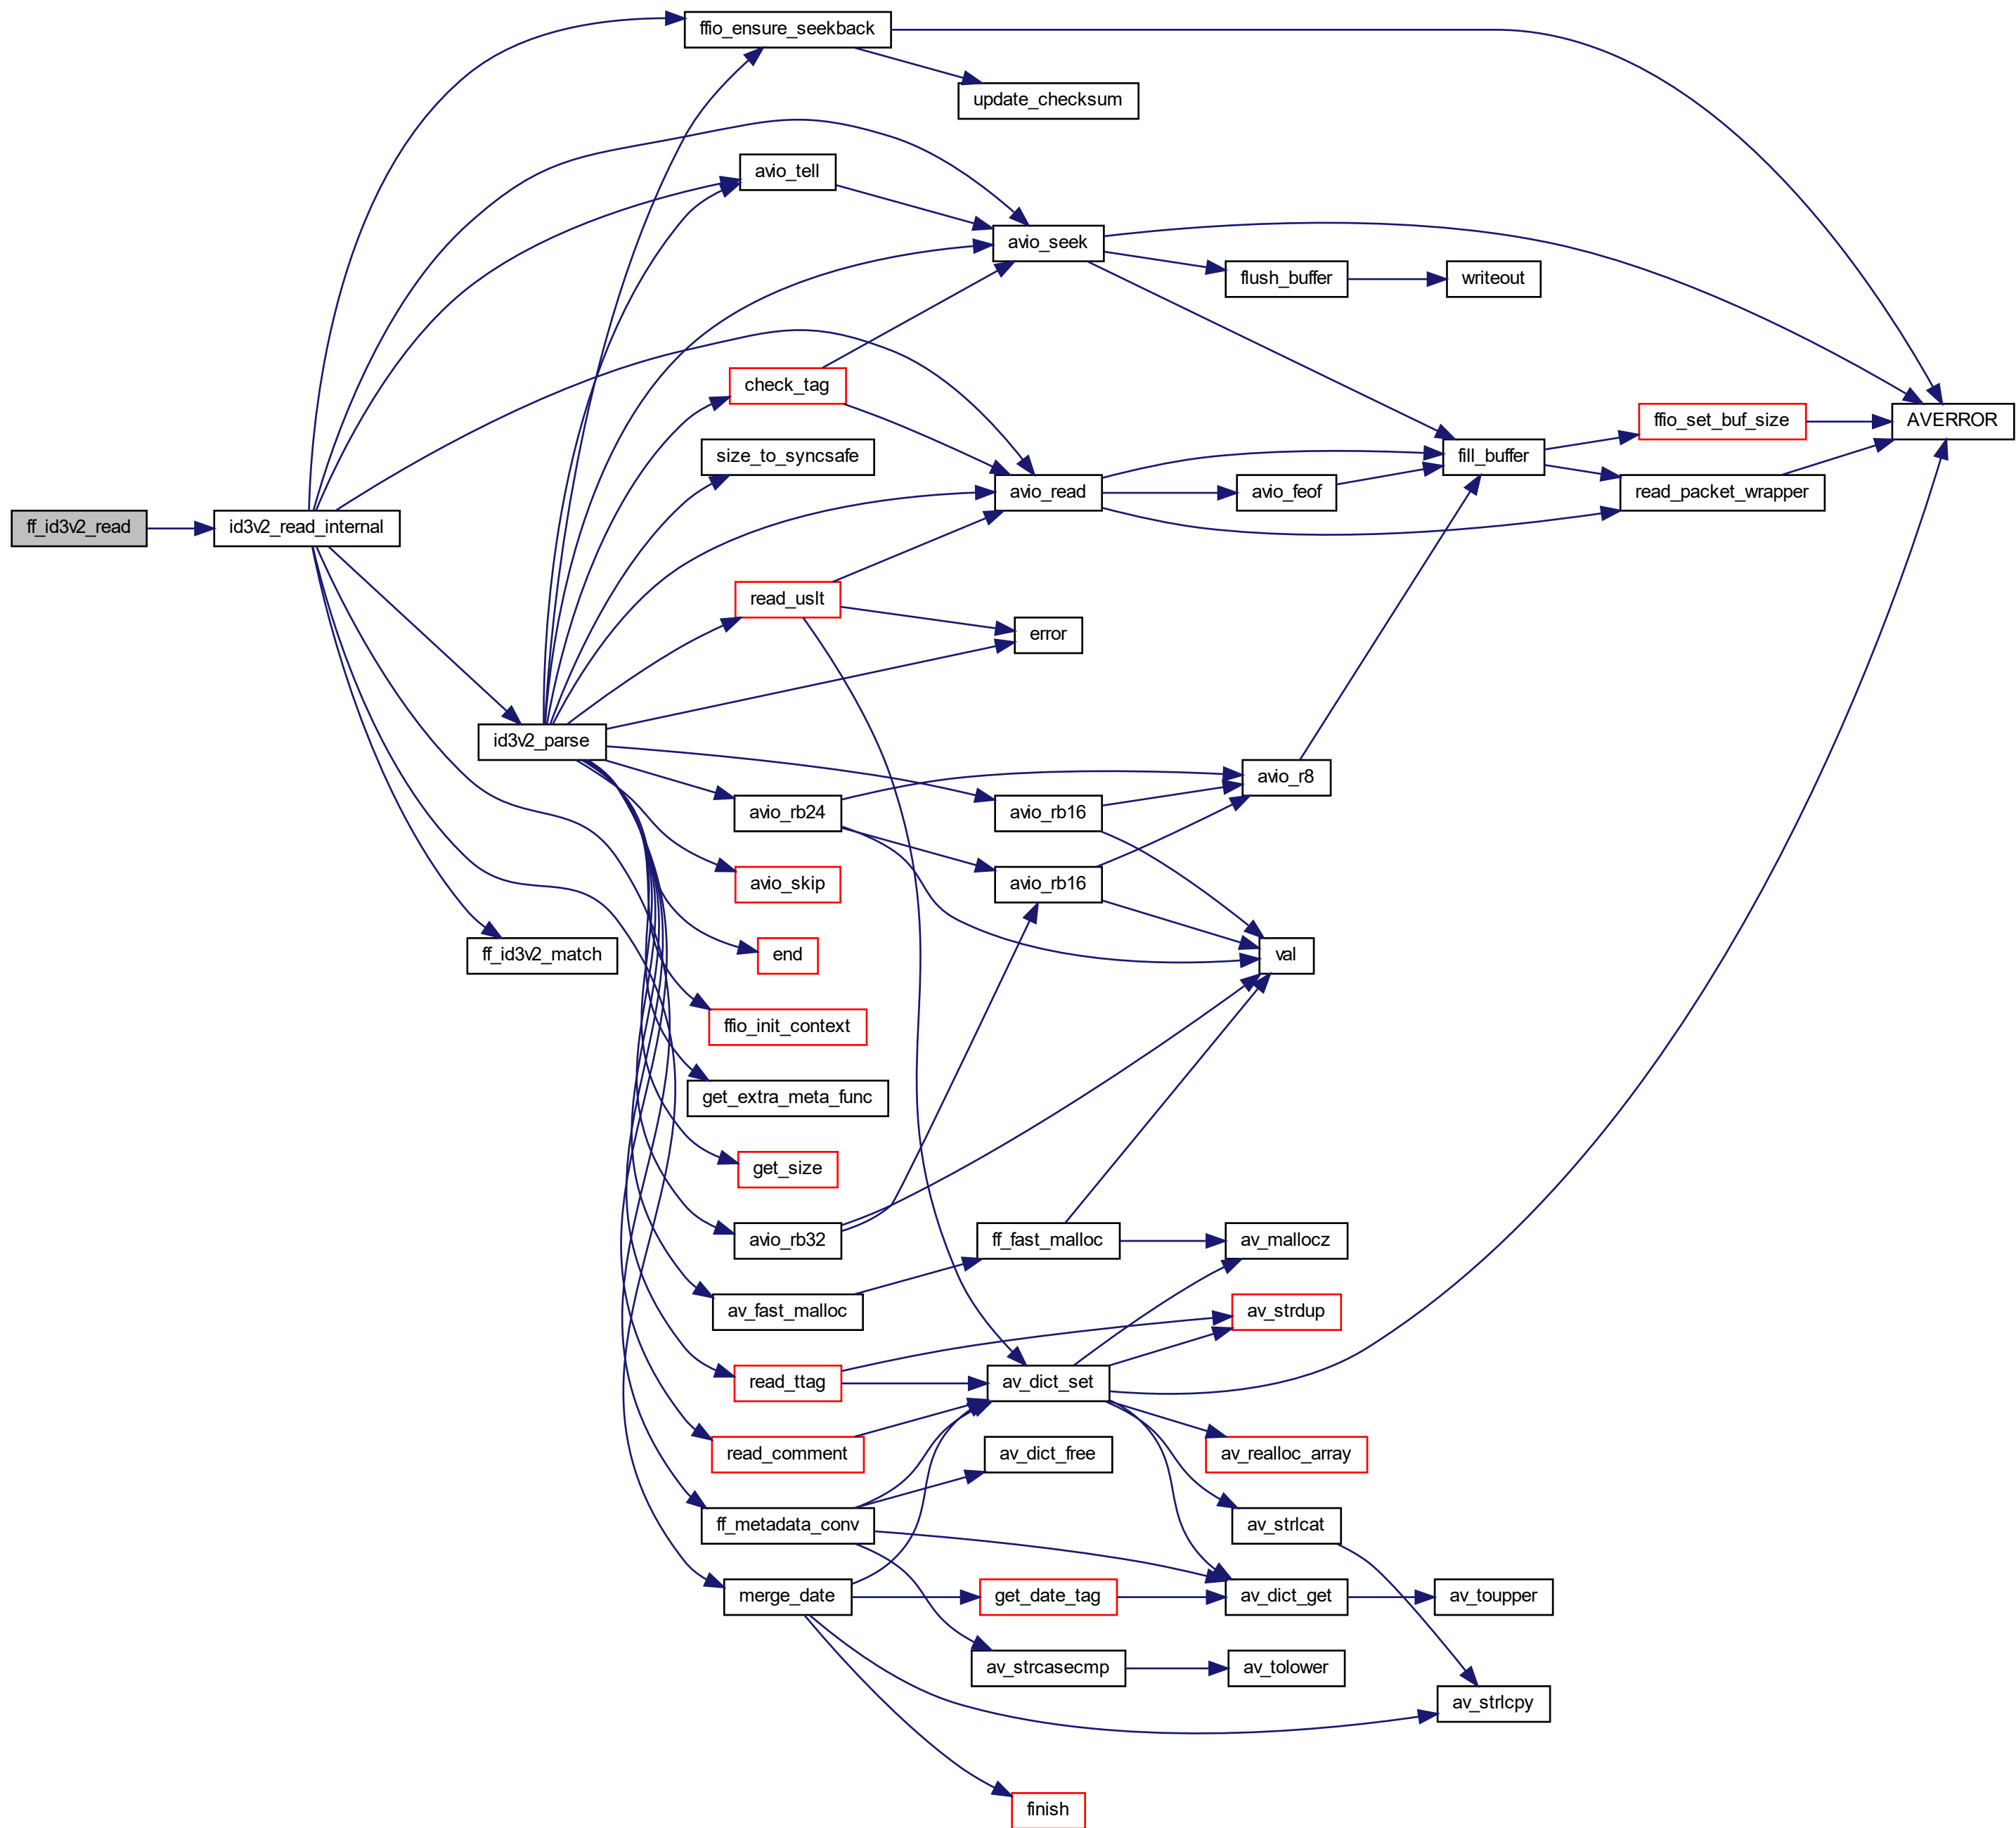 ffio_ensure_seekback
update_checksum
avio_tell
avio_seek
flush_buffer
writeout
check_tag
ffio_set_buf_size
AVERROR
size_to_syncsafe
fill_buffer
avio_read
avio_feof
read_packet_wrapper
ff_id3v2_read
id3v2_read_internal
read_uslt
error
id3v2_parse
avio_r8
avio_rb24
avio_rb16
avio_skip
avio_rb16
ff_id3v2_match
end
val
ffio_init_context
get_extra_meta_func
get_size
avio_rb32
ff_fast_malloc
av_mallocz
av_fast_malloc
av_strdup
read_ttag
av_dict_set
read_comment
av_dict_free
av_realloc_array
ff_metadata_conv
av_strlcat
merge_date
get_date_tag
av_dict_get
av_toupper
av_strcasecmp
av_tolower
av_strlcpy
finish